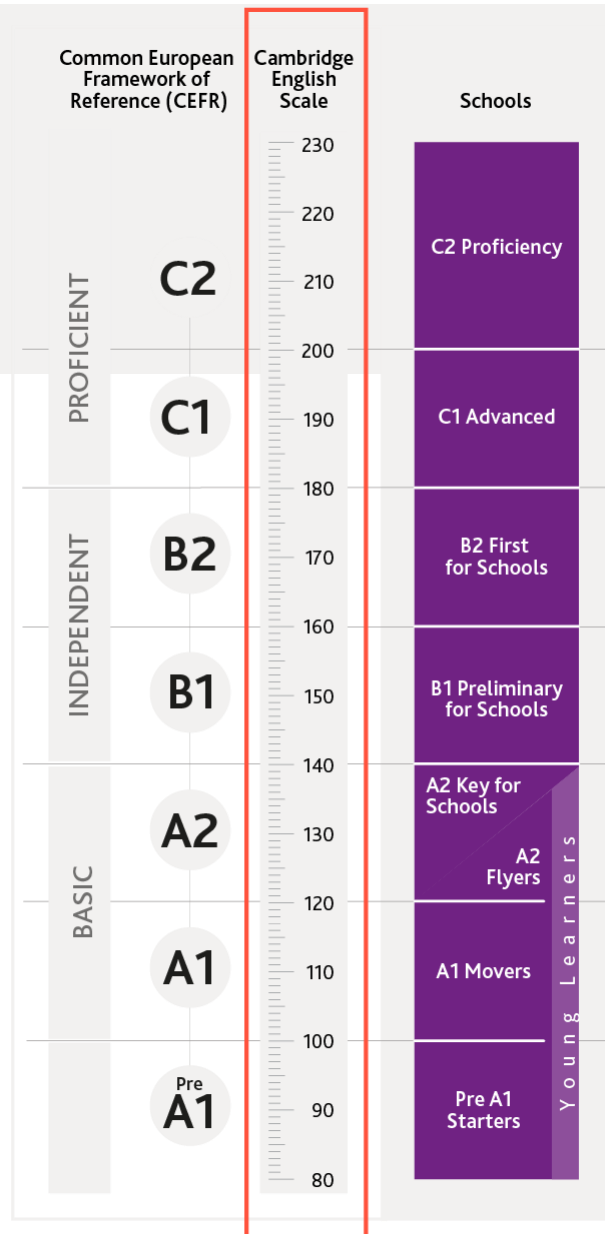 Common European
Framework of
Reference (CEFR)
Cambridge
English
Scale
Schools
PROFICIENT
C2
C1
INDEPENDENT
B2
B1
BASIC
A2
A1
Pre
A1
230
220
210
200
190
180
170
160
150
140
130
120
110
100
90
80
C2 Proficiency
C1 Advanced
B2 First
for Schools
B1 Preliminary
for Schools
A2 Key for
Schools
A2
Flyers
A1 Movers
Pre A1
Starters
Young Learners